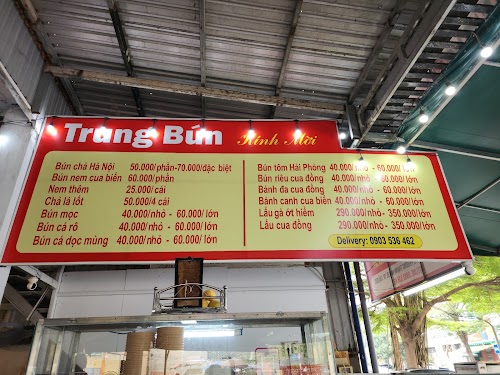 Trung Bún Kính Mời
Bún chả Hà Nội 50.000/phần-70.000/đặc biệt
Bún nem cua biển 60.000/phần
Nem thêm 25.000/cái
Chả lá lốt 50.000/4 cái
Bún mọc 40.000/nhỏ - 60.000/lớn
Bún cá rô 40.000/nhỏ - 60.000/lớn
Bún cá dọc mùng 40.000/nhỏ - 60.000/lớn
Bún tôm Hải Phòng 40.000/nhỏ - 60.000/lớn
Bún riêu cua đồng 40.000/nhỏ - 60.000/lớn
Bánh đa cua đồng 40.000/nhỏ - 60.000/lớn
Bánh canh cua biển 40.000/nhỏ - 60.000/lớn
Lẩu gà ớt hiểm 290.000/nhỏ - 350.000/lớn
Lẩu cua đồng 290.000/nhỏ - 350.000/lớn
Delivery: 0903 536 462